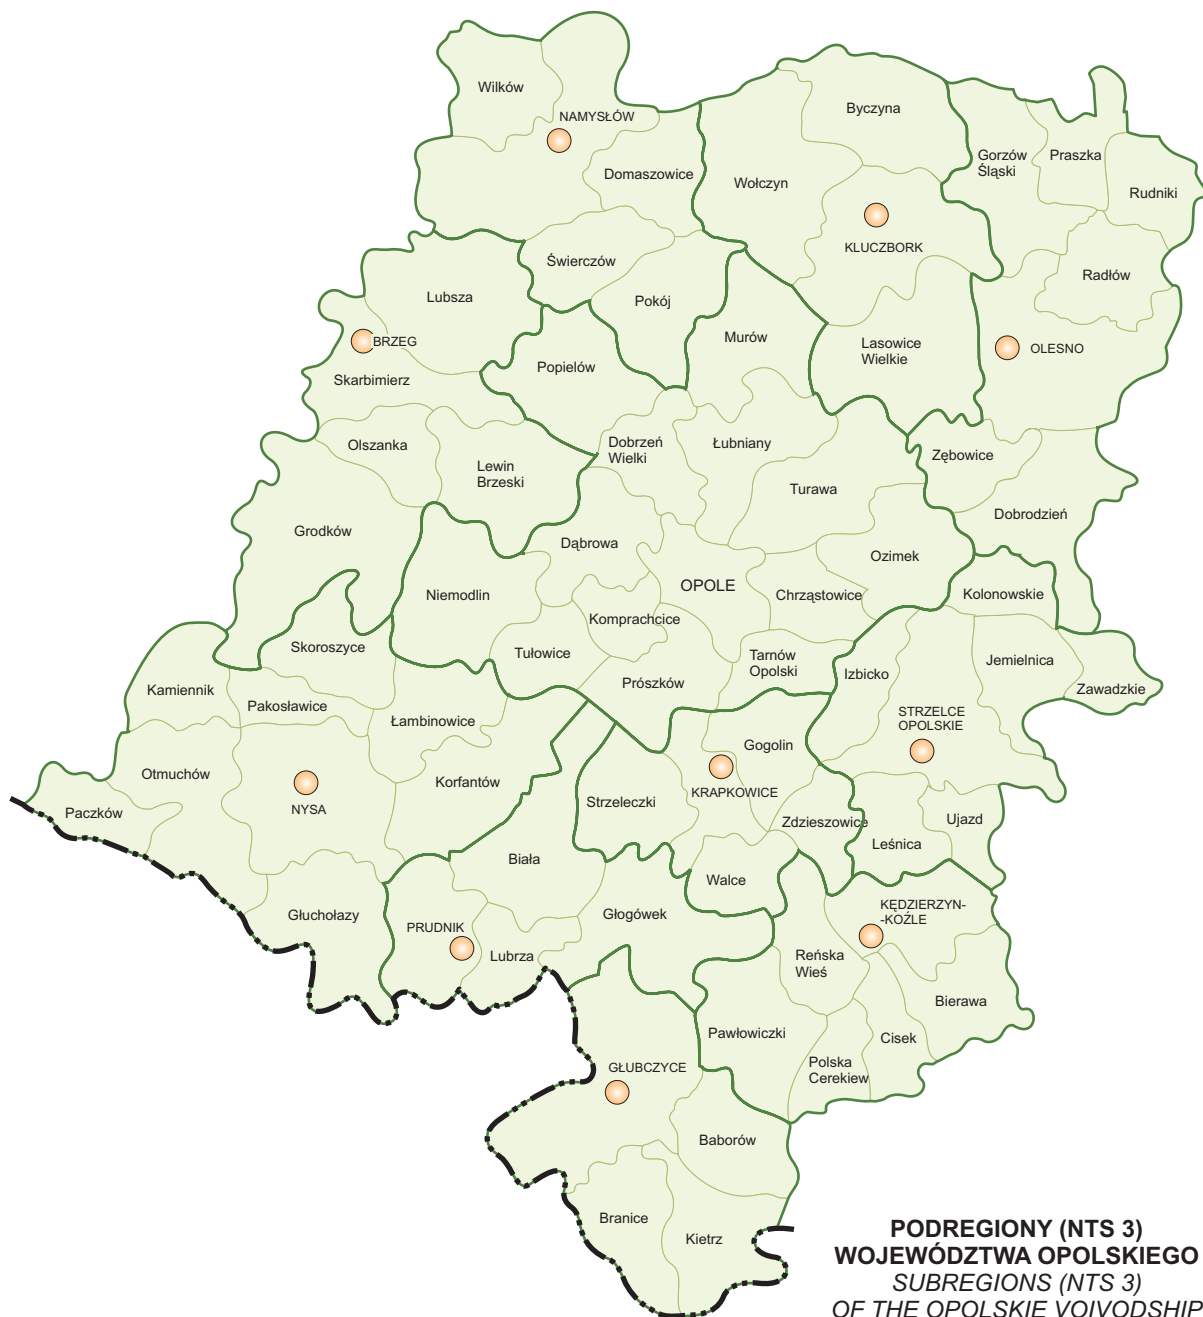 Wilków
NAMYSŁÓW
Domaszowice
Byczyna
Wołczyn
KLUCZBORK
Gorzów
Śląski
Praszka
Rudniki
Radłów
Świerczów
Lubsza
Pokój
BRZEG
Skarbimierz
Popielów
Murów
Lasowice
Wielkie
OLESNO
Olszanka
Lewin
Brzeski
Dobrzeń
Wielki
Łubniany
Turawa
Zębowice
Dobrodzień
Grodków
Dąbrowa
Niemodlin
OPOLE
Ozimek
Chrząstowice
Kolonowskie
Komprachcice
Skoroszyce
Tułowice
Prószków
Tarnów
Opolski
Izbicko
Jemielnica
Zawadzkie
Kamiennik
Pakosławice
Łambinowice
STRZELCE
OPOLSKIE
Otmuchów
Korfantów
Gogolin
Paczków
NYSA
Strzeleczki
KRAPKOWICE
Zdzieszowice
Ujazd
Leśnica
Biała
Walce
Głuchołazy
PRUDNIK
Głogówek
KĘDZIERZYN-
-KOŹLE
Lubrza
Reńska
Wieś
Bierawa
Pawłowiczki
Cisek
Polska
Cerekiew
GŁUBCZYCE
Baborów
Branice
Kietrz
PODREGIONY (NTS 3)
WOJEWÓDZTWA OPOLSKIEGO
SUBREGIONS (NTS 3)
OF THE OPOLSKIE VOIVODSHIP